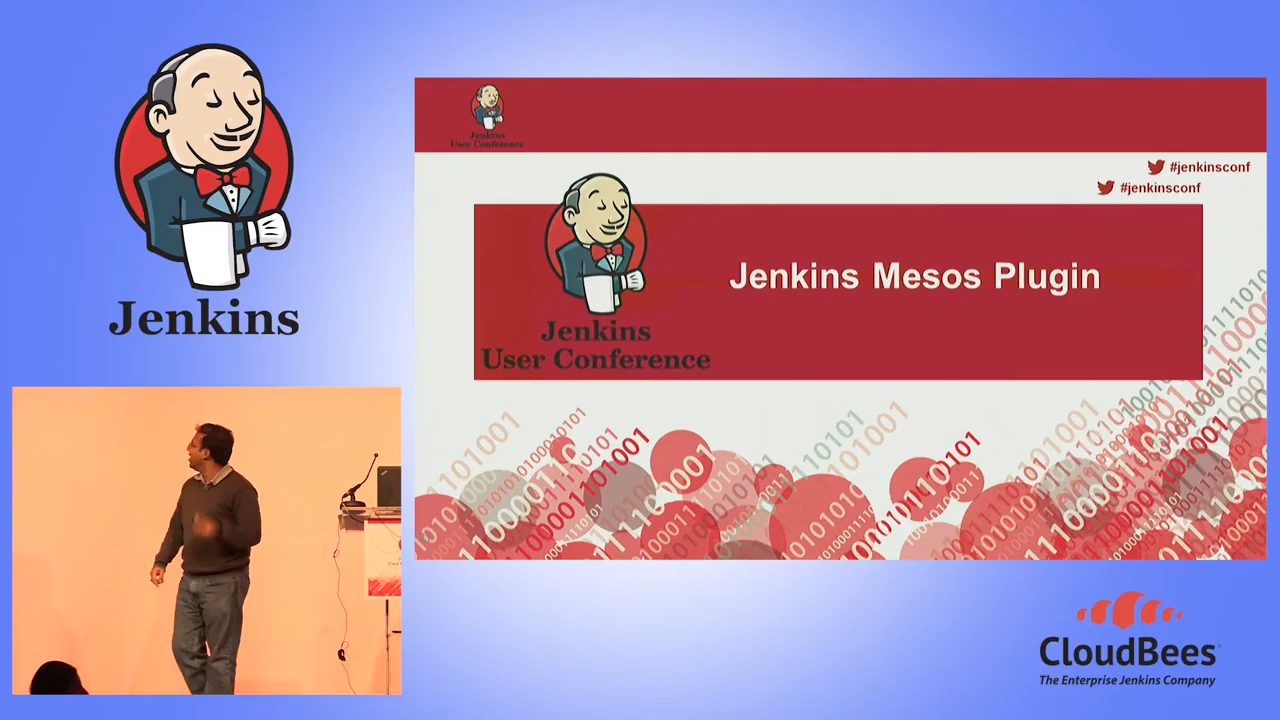 Jenkins
Jenkins
User Conference
#jenkinsconf
#jenkinsconf
Jenkins Mesos Plugin
Jenkins
User Conference
CloudBees
The Enterprise Jenkins Company